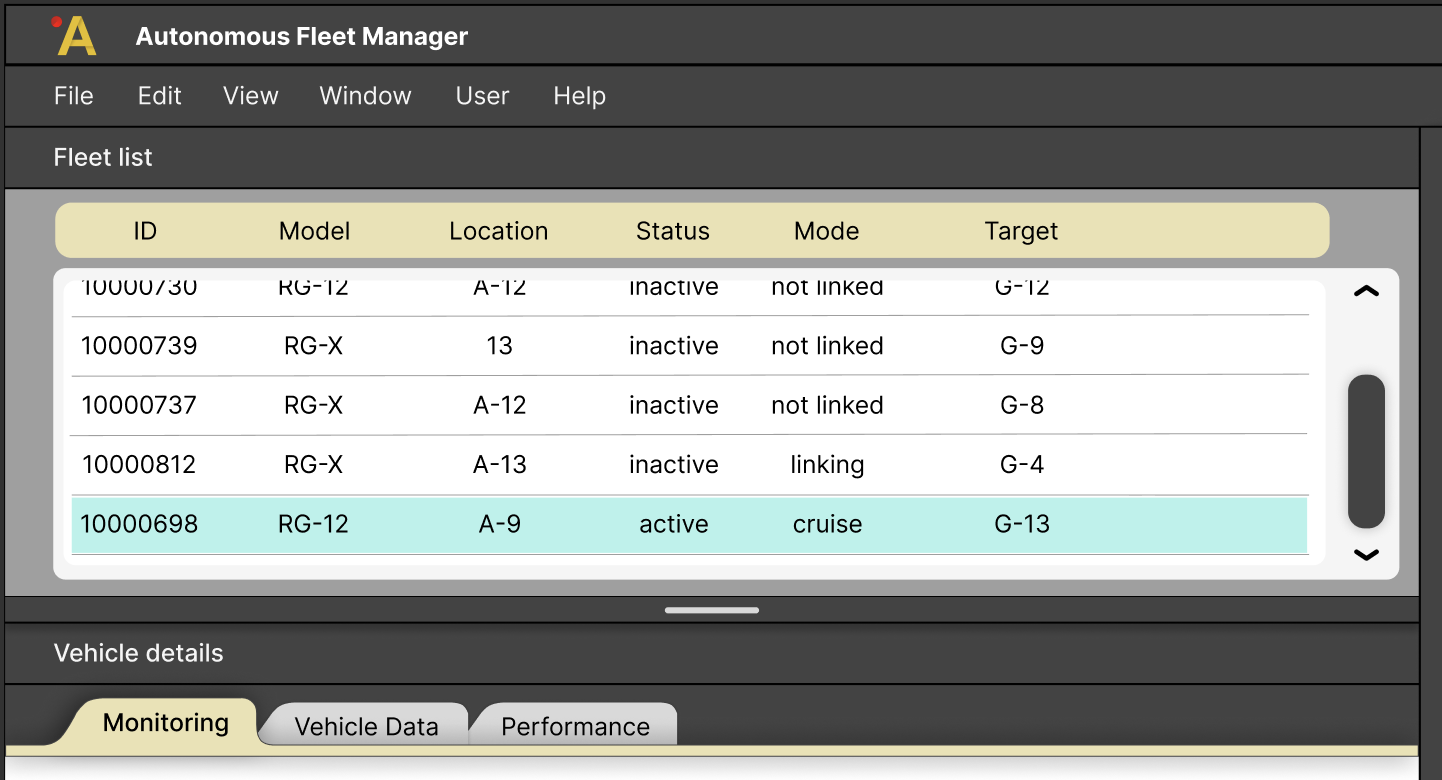 A
Autonomous Fleet Manager
File Edit View Window User Help
Fleet list
ID Model Location Status Mode Target
10000730 RG-12 A-12 inactive not linked G-12
10000739 RG-X 13 inactive not linked G-9
10000737 RG-X A-12 inactive not linked G-8
10000812 RG-X A-13 inactive linking G-4
10000698 RG-12 A-9 active cruise G-13
Vehicle details
Monitoring Vehicle Data Performance